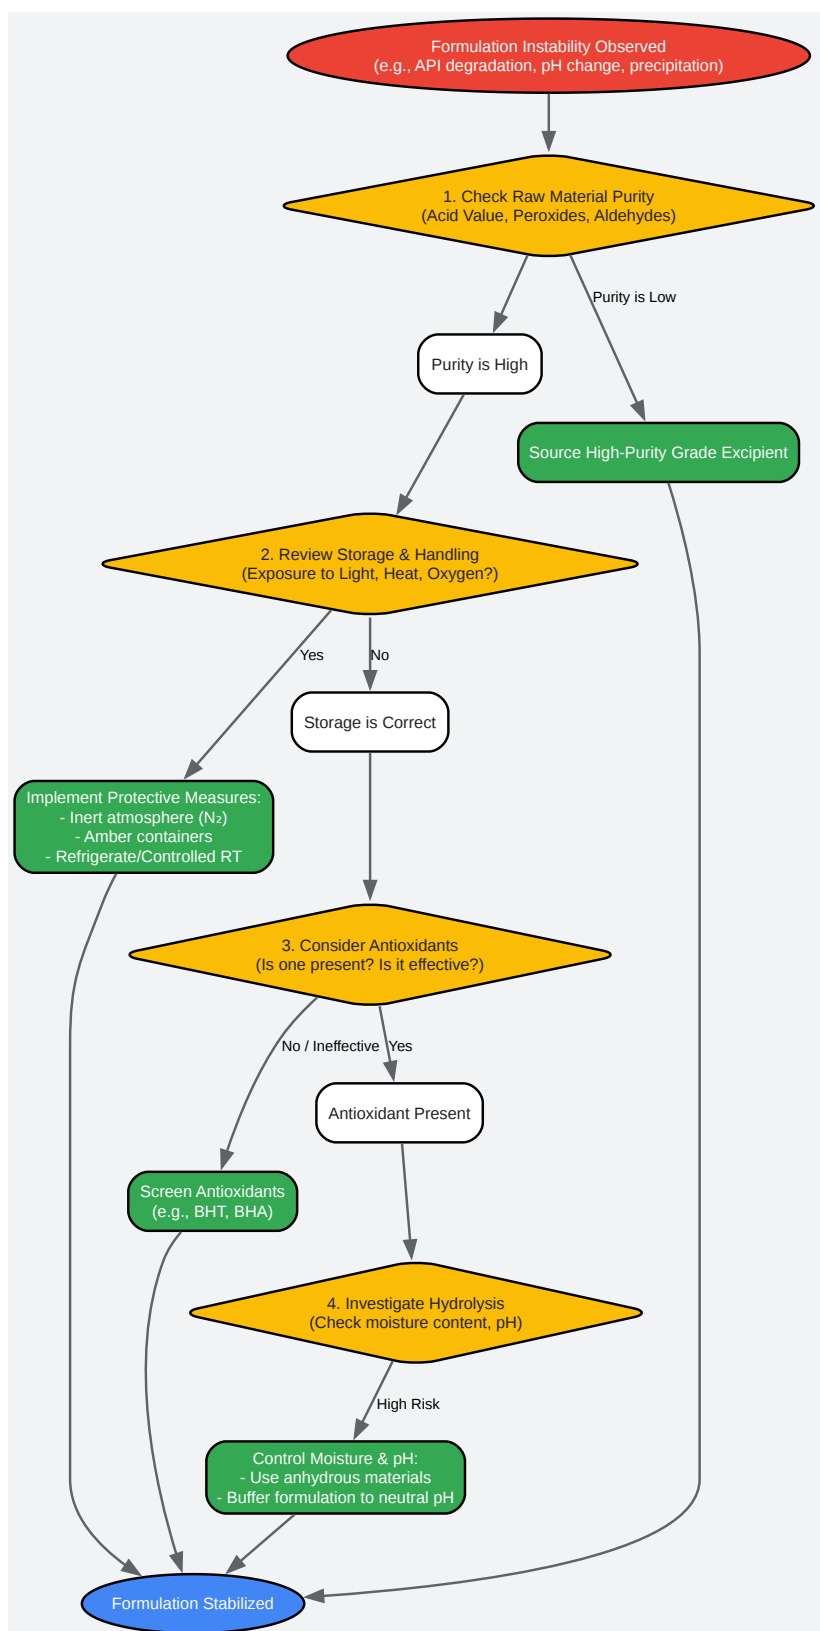 Formulation Instability Observed
(e.g., API degradation, pH change, precipitation)
1. Check Raw Material Purity
(Acid Value, Peroxides, Aldehydes)
Purity is Low
Purity is High
Source High-Purity Grade Excipient
2. Review Storage & Handling
(Exposure to Light, Heat, Oxygen?)
Yes
No
Storage is Correct
Implement Protective Measures:
- Inert atmosphere (N₂)
- Amber containers
- Refrigerate/Controlled RT
3. Consider Antioxidants
(Is one present? Is it effective?)
No / Ineffective
Yes
Antioxidant Present
Screen Antioxidants
(e.g., BHT, BHA)
4. Investigate Hydrolysis
(Check moisture content, pH)
High Risk
Control Moisture & pH:
- Use anhydrous materials
- Buffer formulation to neutral pH
Formulation Stabilized